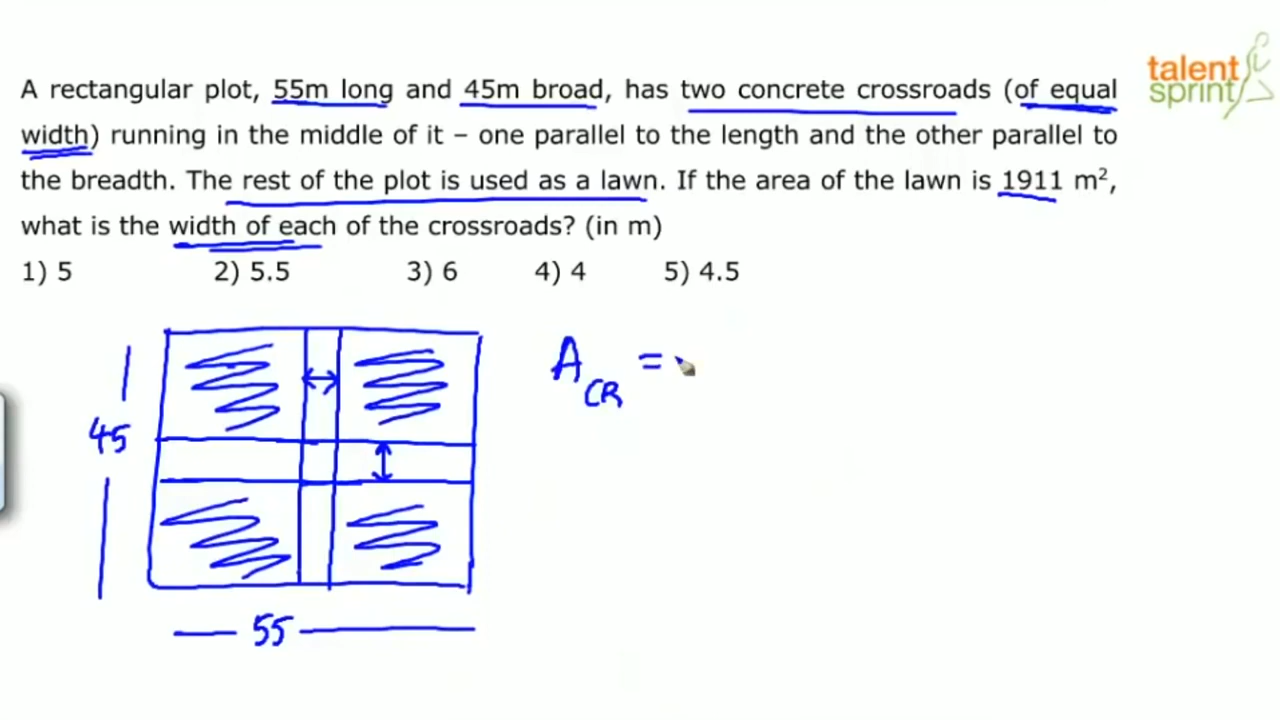 talent
sprint
A rectangular plot, 55m long and 45m broad, has two concrete crossroads (of equal
width) running in the middle of it – one parallel to the length and the other parallel to
the breadth. The rest of the plot is used as a lawn. If the area of the lawn is 1911 m²,
what is the width of each of the crossroads? (in m)
1) 5 2) 5.5 3) 6 4) 4 5) 4.5
A_CR =
45
55